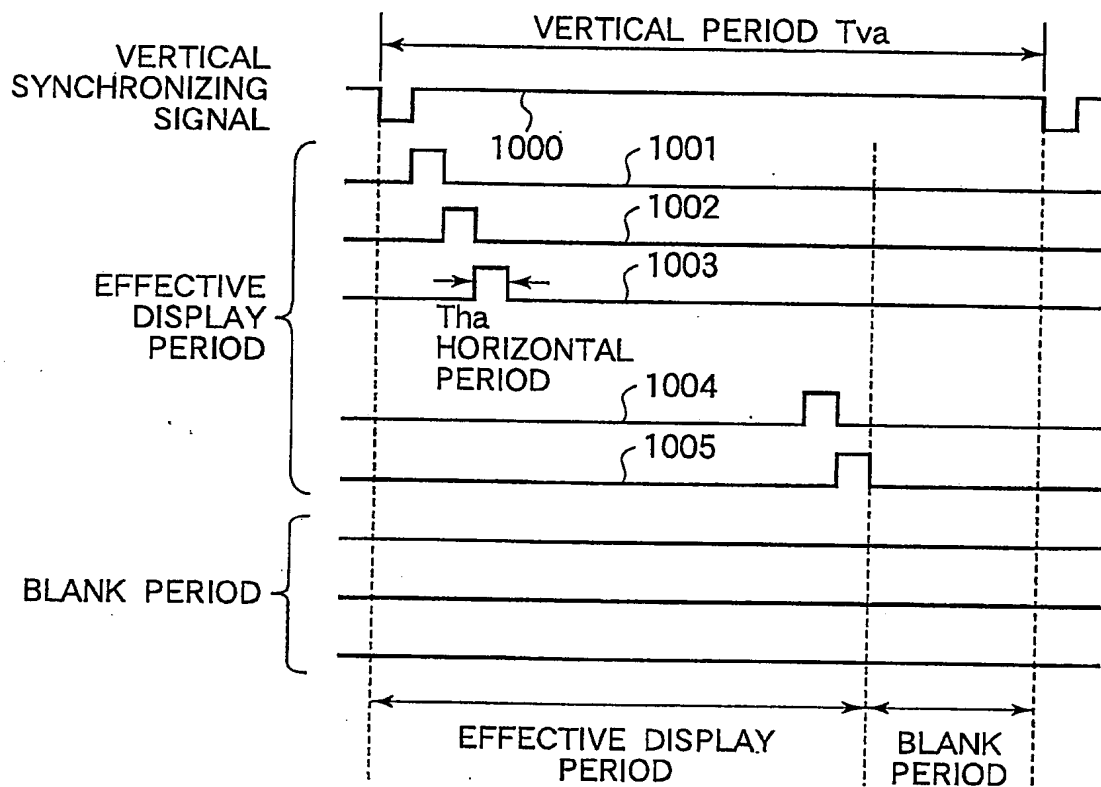 VERTICAL PERIOD Tva
VERTICAL
SYNCHRONIZING
SIGNAL
1000
1001
1002
1003
EFFECTIVE
DISPLAY
PERIOD
Tha
HORIZONTAL
PERIOD
1004
1005
BLANK PERIOD
EFFECTIVE DISPLAY
PERIOD
BLANK
PERIOD